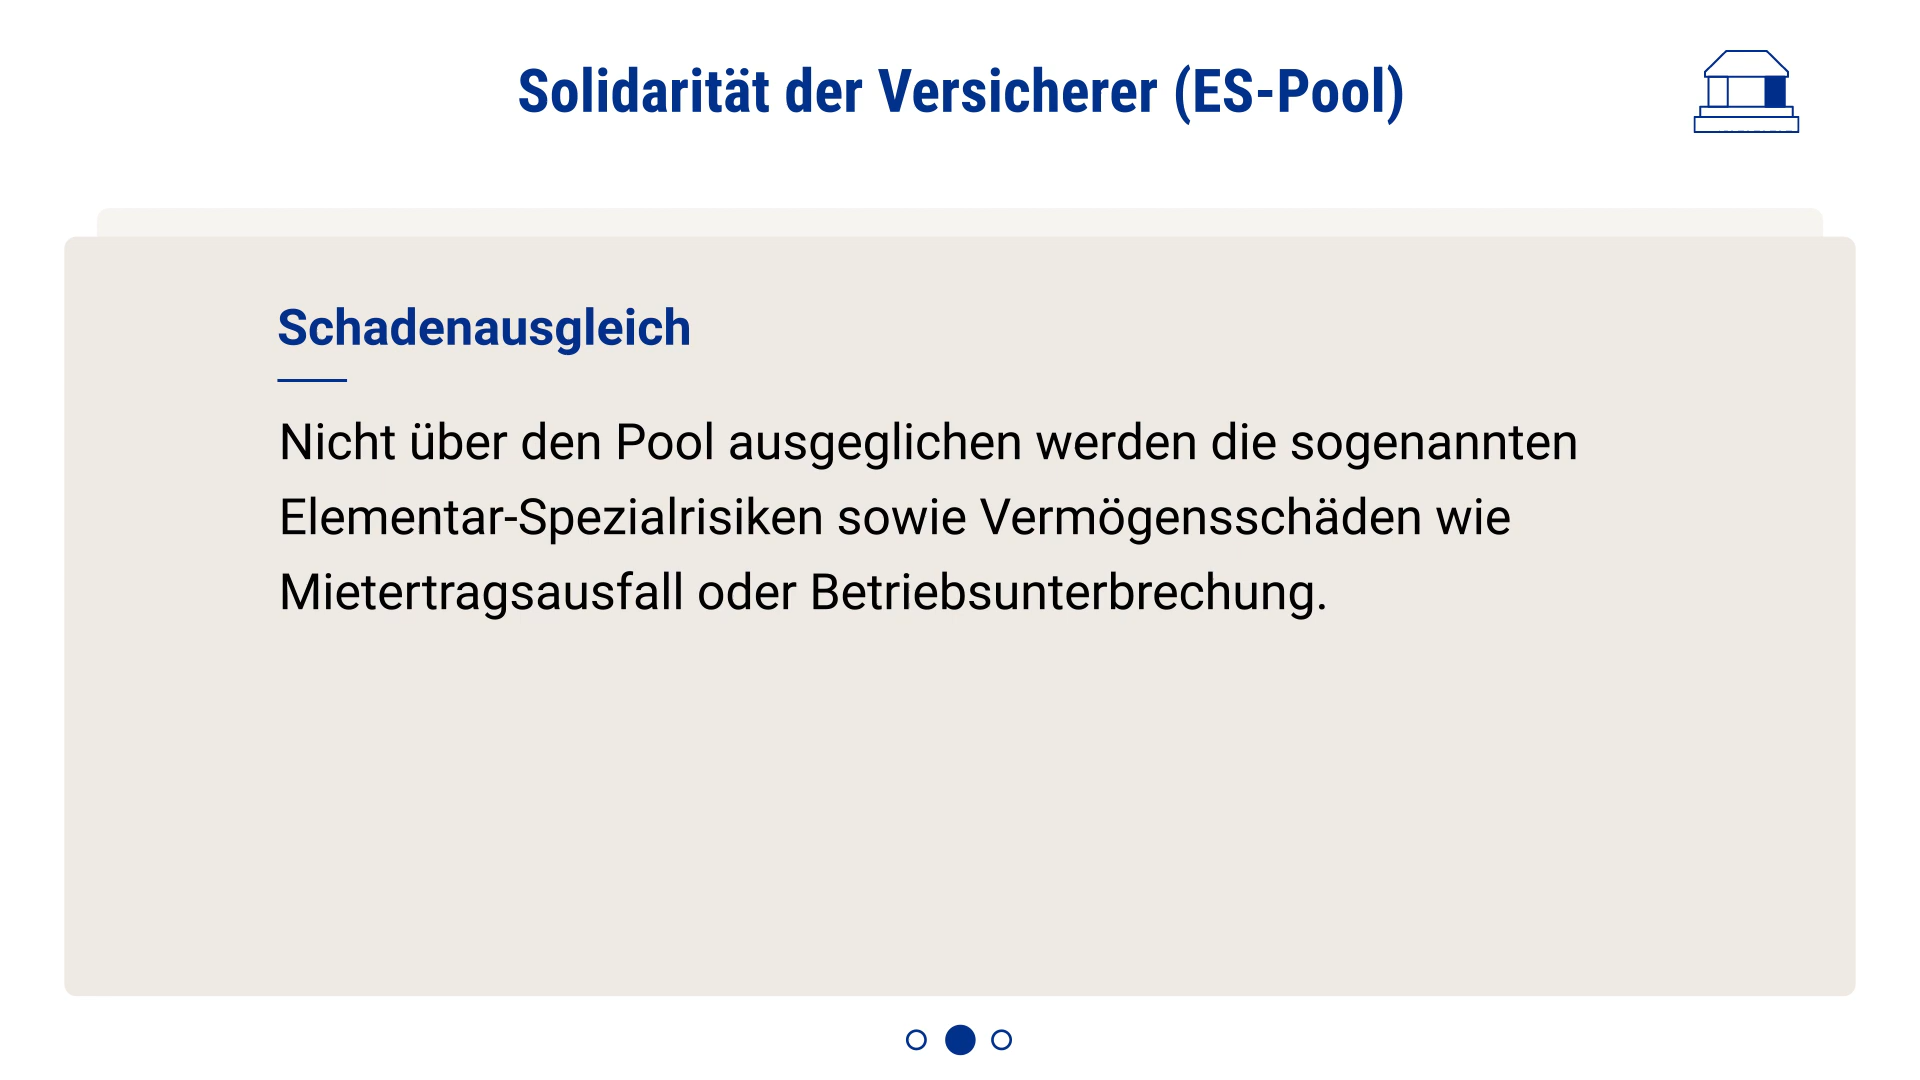 Solidarität der Versicherer (ES-Pool)
Schadenausgleich
Nicht über den Pool ausgeglichen werden die sogenannten
Elementar-Spezialrisiken sowie Vermögensschäden wie
Mietertragsausfall oder Betriebsunterbrechung.